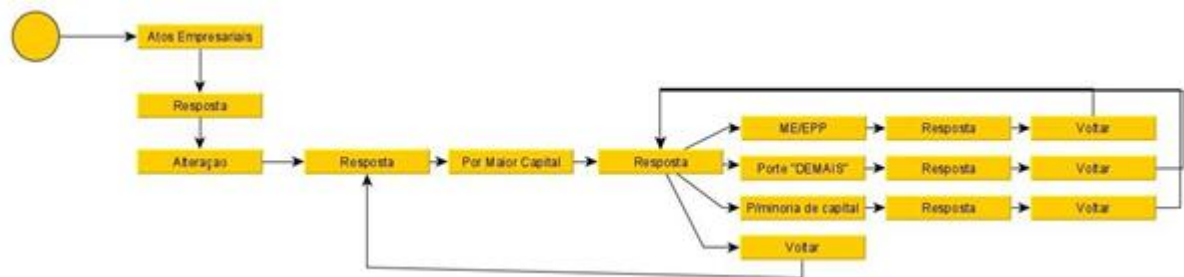 Atos Empresariais
Resposta
Alteraçao
Resposta
Por Maior Capital
Resposta
ME/EPP
Resposta
Voltar
Porte "DEMAIS"
Resposta
Voltar
P/minoria de capital
Resposta
Voltar
Voltar